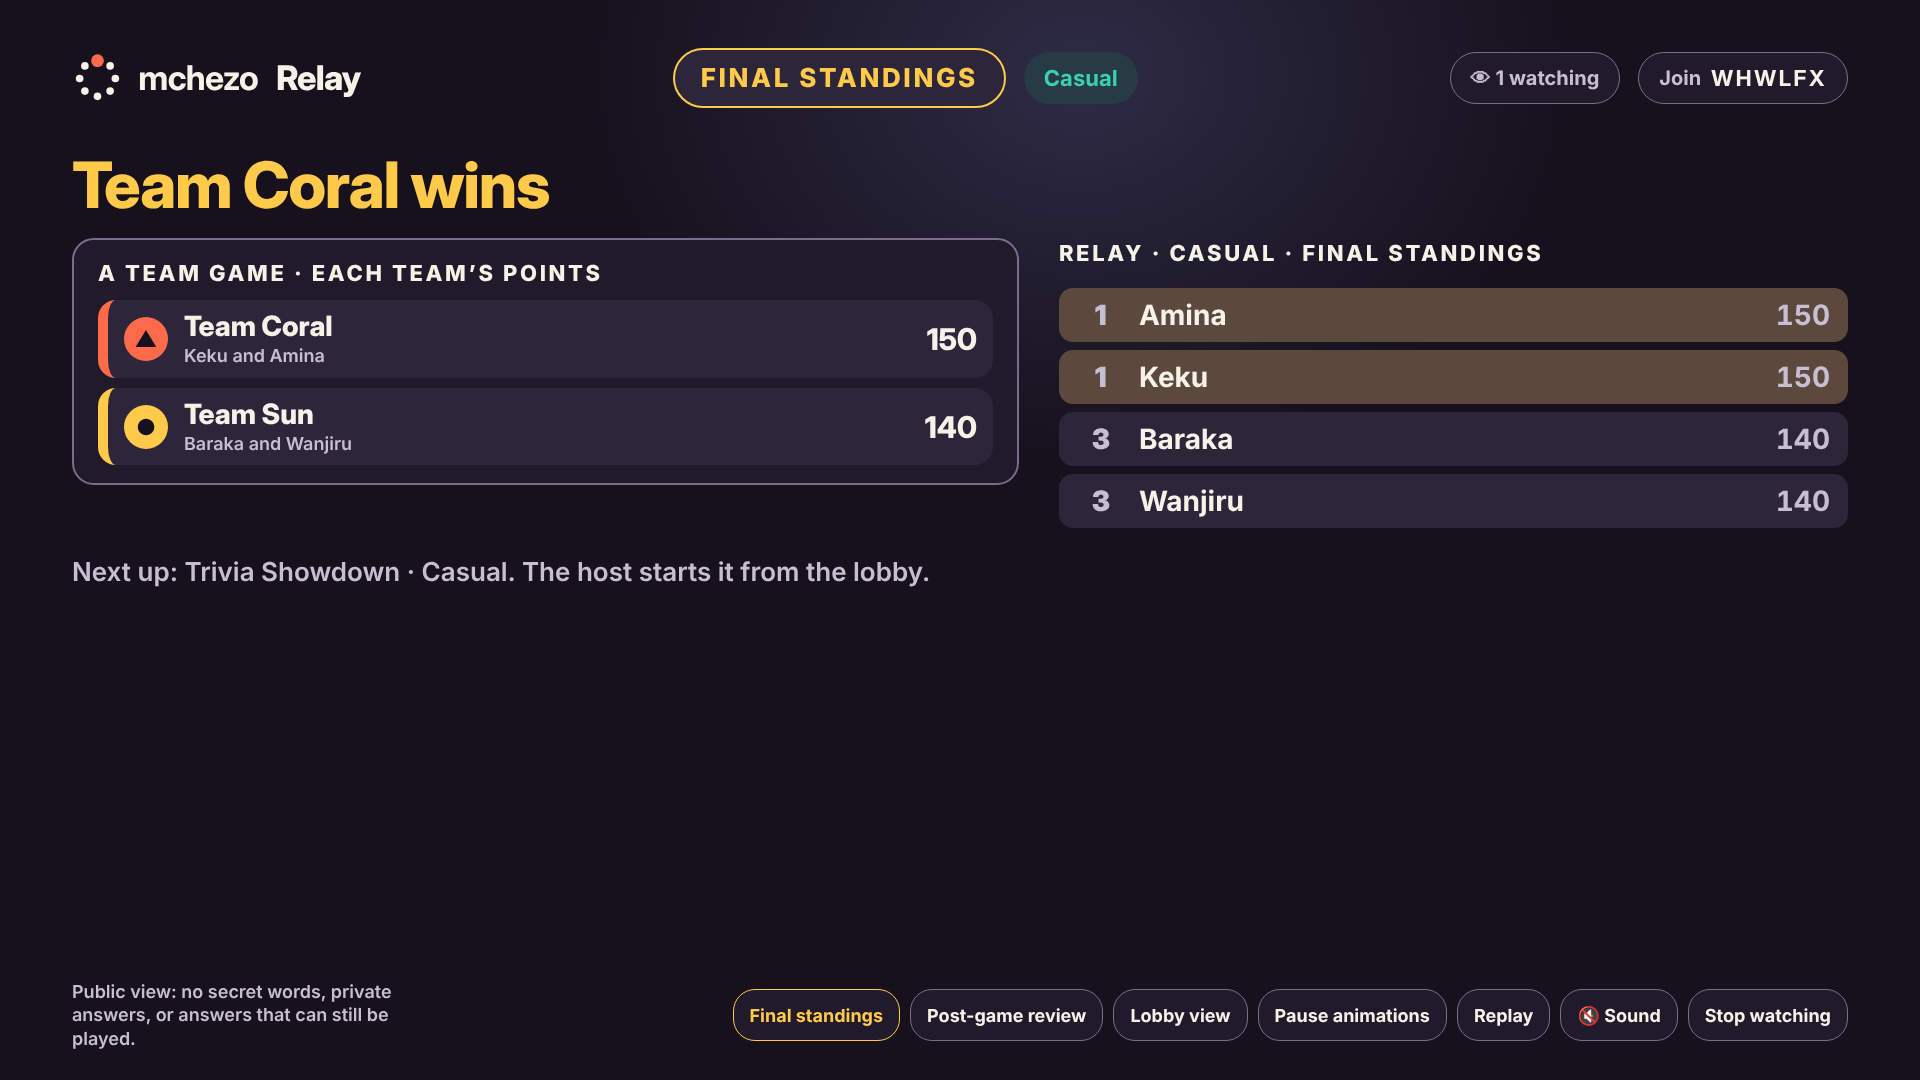 mchezo Relay
FINAL STANDINGS
Casual
1 watching
Join WHWLFX
Team Coral wins
A TEAM GAME · EACH TEAM’S POINTS
Team Coral
Keku and Amina
150
Team Sun
Baraka and Wanjiru
140
RELAY · CASUAL · FINAL STANDINGS
1 Amina 150
1 Keku 150
3 Baraka 140
3 Wanjiru 140
Next up: Trivia Showdown · Casual. The host starts it from the lobby.
Public view: no secret words, private
answers, or answers that can still be
played.
Final standings
Post-game review
Lobby view
Pause animations
Replay
Sound
Stop watching